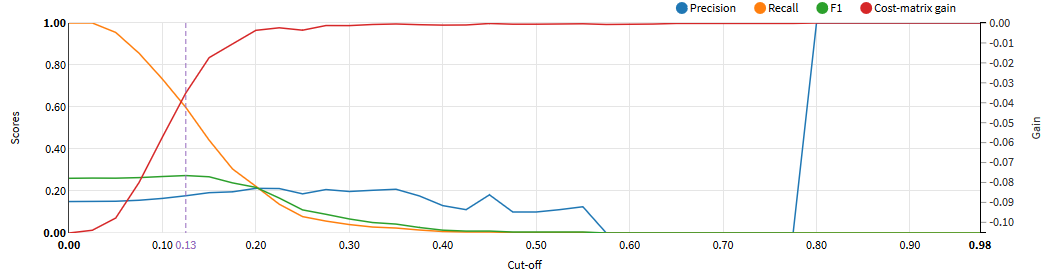 Precision Recall F1 Cost-matrix gain
1.00 0.00
-0.01
0.80 -0.02
-0.03
0.60 -0.04
-0.05
Scores Gain
0.40 -0.06
-0.07
0.20 -0.08
-0.09
0.00 -0.10
0.00 0.10 0.13 0.20 0.30 0.40 0.50 0.60 0.70 0.80 0.90 0.98
Cut-off